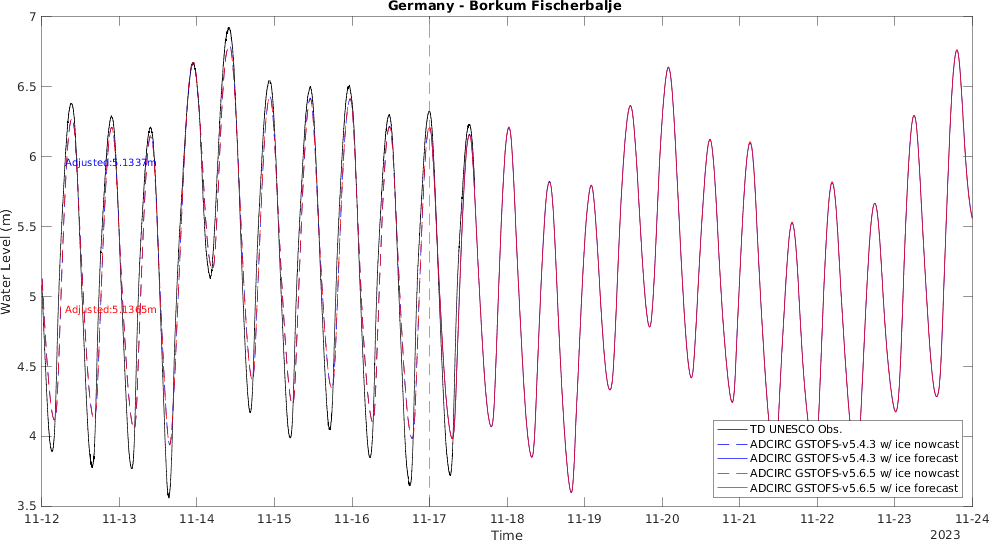 Germany - Borkum Fischerbalje
7
6.5
6
5.5
5
4.5
4
3.5
Water Level (m)
Adjusted:5.1337m
Adjusted:5.1365m
TD UNESCO Obs.
ADCIRC GSTOFS-v5.4.3 w/ ice nowcast
ADCIRC GSTOFS-v5.4.3 w/ ice forecast
ADCIRC GSTOFS-v5.6.5 w/ ice nowcast
ADCIRC GSTOFS-v5.6.5 w/ ice forecast
11-12 11-13 11-14 11-15 11-16 11-17 11-18 11-19 11-20 11-21 11-22 11-23 11-24
Time
2023